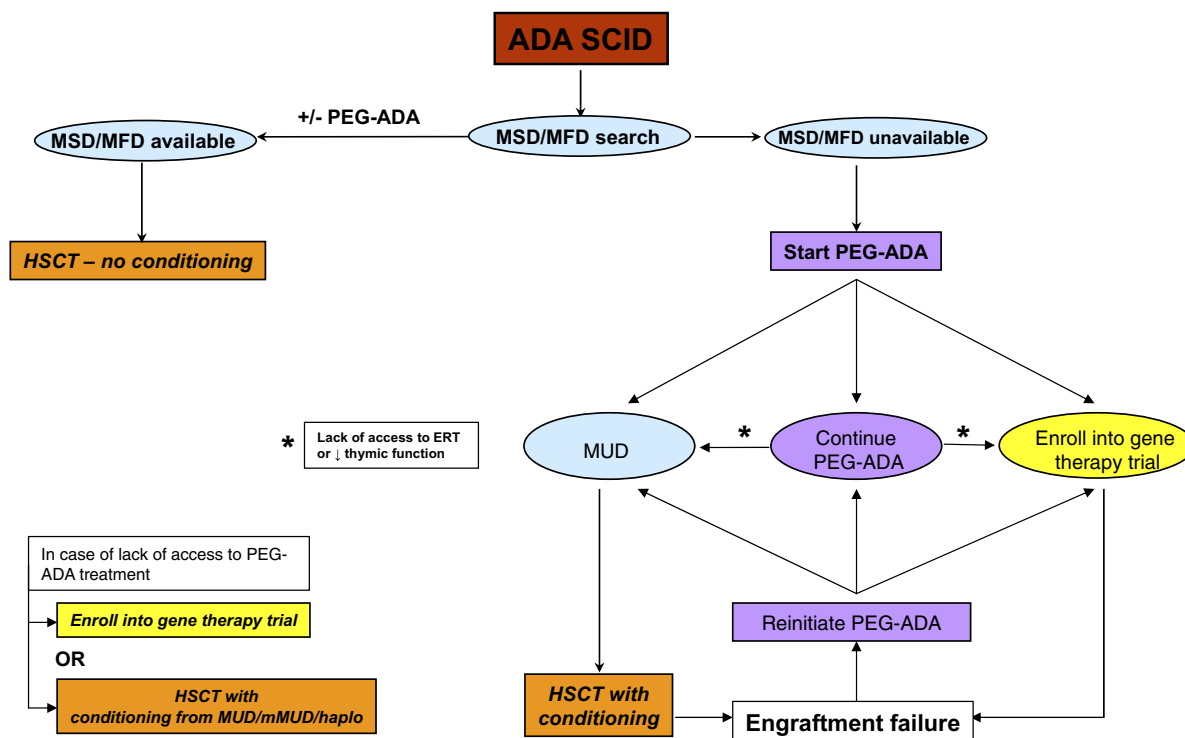 ADA SCID
+/- PEG-ADA
MSD/MFD available
MSD/MFD search
MSD/MFD unavailable
HSCT – no conditioning
Start PEG-ADA
*
Lack of access to ERT
or ↓ thymic function
MUD
*
Continue
PEG-ADA
*
Enroll into gene
therapy trial
In case of lack of access to PEG-
ADA treatment
Enroll into gene therapy trial
OR
HSCT with
conditioning from MUD/mMUD/haplo
Reinitiate PEG-ADA
HSCT with
conditioning
Engraftment failure